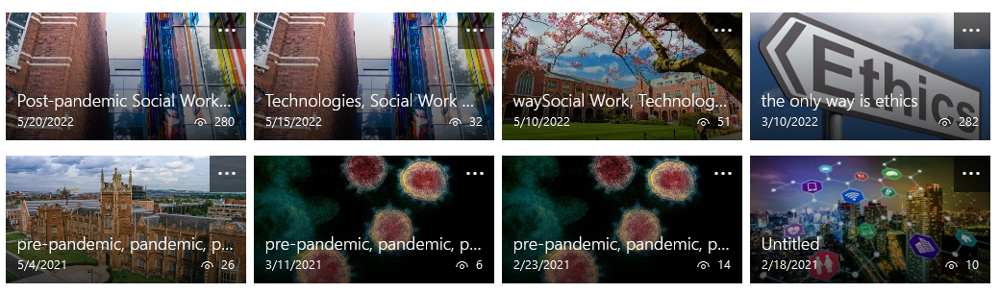 Post-pandemic Social Work...
5/20/2022 280
Technologies, Social Work ...
5/15/2022 32
waySocial Work, Technolog...
5/10/2022 51
Ethics
the only way is ethics
3/10/2022 282
pre-pandemic, pandemic, p...
5/4/2021 26
pre-pandemic, pandemic, p...
3/11/2021 6
pre-pandemic, pandemic, p...
2/23/2021 14
Untitled
2/18/2021 10